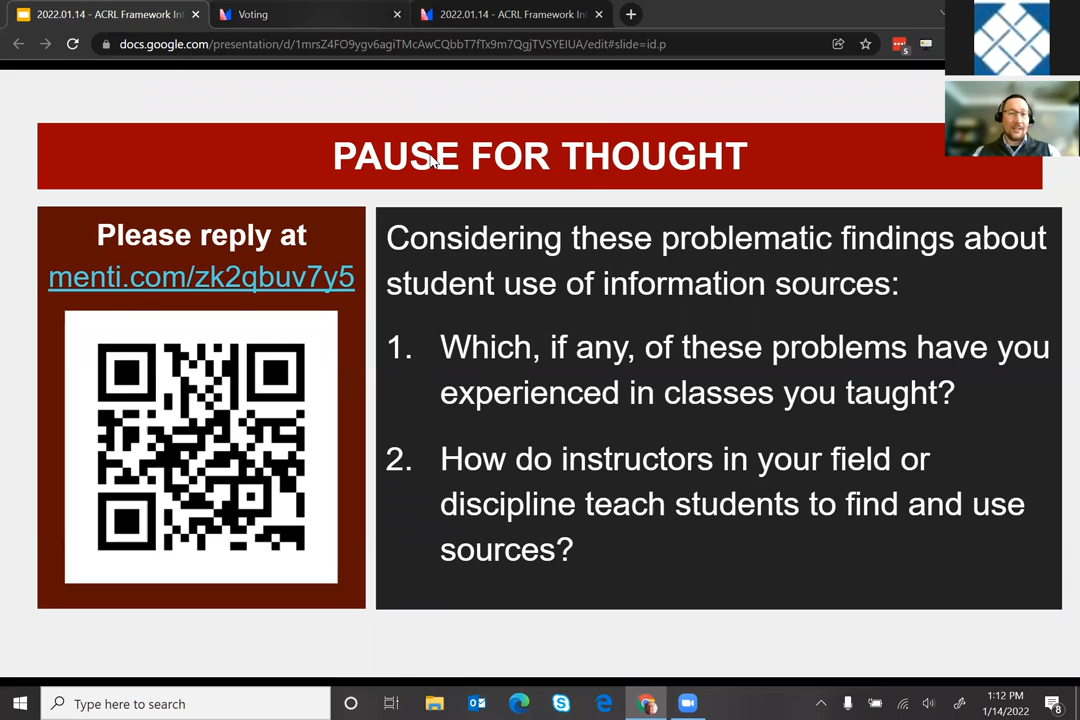 2022.01.14 - ACRL Framework Int
Voting
2022.01.14 - ACRL Framework In
docs.google.com/presentation/d/1mrsZ4FO9ygv6agiTMcAwCQbbT7fTx9m7QgjTVSYEIUA/edit#slide=id.p
5
PAUSE FOR THOUGHT
Please reply at
menti.com/zk2qbuv7y5
Considering these problematic findings about
student use of information sources:
1. Which, if any, of these problems have you
experienced in classes you taught?
2. How do instructors in your field or
discipline teach students to find and use
sources?
Type here to search
1:12 PM
1/14/2022
8